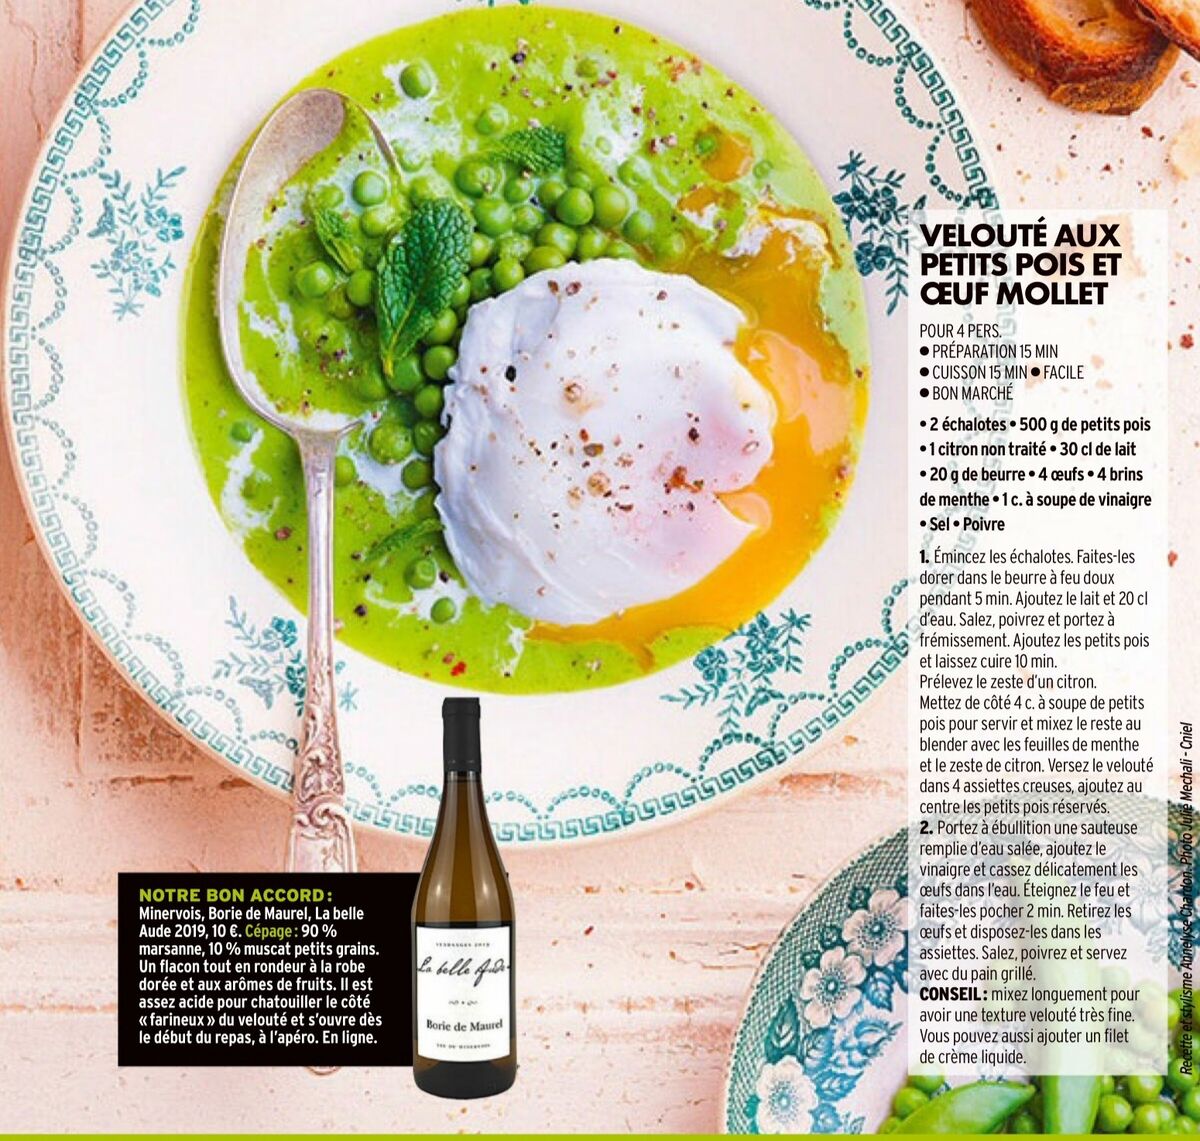 VELOUTÉ AUX
PETITS POIS ET
ŒUF MOLLET
POUR 4 PERS.
● PRÉPARATION 15 MIN
● CUISSON 15 MIN ● FACILE
● BON MARCHÉ
• 2 échalotes • 500 g de petits pois
• 1 citron non traité • 30 cl de lait
• 20 g de beurre • 4 œufs • 4 brins
de menthe • 1 c. à soupe de vinaigre
• Sel • Poivre
1. Émincez les échalotes. Faites-les
dorer dans le beurre à feu doux
pendant 5 min. Ajoutez le lait et 20 cl
d'eau. Salez, poivrez et portez à
frémissement. Ajoutez les petits pois
et laissez cuire 10 min.
Prélevez le zeste d'un citron.
Mettez de côté 4 c. à soupe de petits
pois pour servir et mixez le reste au
blender avec les feuilles de menthe
et le zeste de citron. Versez le velouté
dans 4 assiettes creuses, ajoutez au
centre les petits pois réservés.
2. Portez à ébullition une sauteuse
remplie d'eau salée, ajoutez le
vinaigre et cassez délicatement les
œufs dans l'eau. Éteignez le feu et
faites-les pocher 2 min. Retirez les
œufs et disposez-les dans les
assiettes. Salez, poivrez et servez
avec du pain grillé.
CONSEIL : mixez longuement pour
avoir une texture velouté très fine.
Vous pouvez aussi ajouter un filet
de crème liquide.
NOTRE BON ACCORD :
Minervois, Borie de Maurel, La belle
Aude 2019, 10 €. Cépage : 90 %
marsanne, 10 % muscat petits grains.
Un flacon tout en rondeur à la robe
dorée et aux arômes de fruits. Il est
assez acide pour chatouiller le côté
« farineux » du velouté et s'ouvre dès
le début du repas, à l'apéro. En ligne.
La belle Aude
Borie de Maurel
Recette et stylisme Annelyse Chardon. Photo Julie Mechali - Cniel